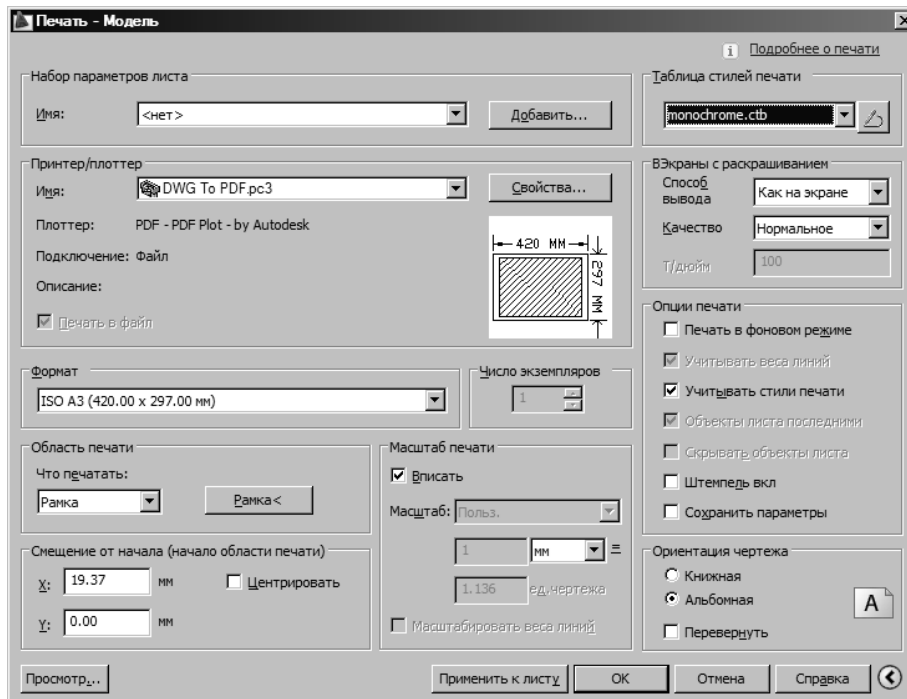 Печать - Модель
Подробнее о печати
Набор параметров листа
Имя: <нет> Добавить...
Таблица стилей печати
monochrome.ctb
Принтер/плоттер
Имя: DWG To PDF.pc3 Свойства...
Плоттер: PDF - PDF Plot - by Autodesk
Подключение: Файл
Описание:
Печать в файл
420 MM
297 MM
ВЭкраны с раскрашиванием
Способ вывода Как на экране
Качество Нормальное
Т/дюйм 100
Формат
ISO A3 (420.00 x 297.00 мм)
Число экземпляров
1
Опции печати
Печать в фоновом режиме
Учитывать веса линий
Учитывать стили печати
Объекты листа последними
Скрывать объекты листа
Штемпель вкл
Сохранить параметры
Область печати
Что печатать:
Рамка Рамка<
Масштаб печати
Вписать
Масштаб: Польз.
1 мм =
1.136 ед.чертежа
Масштабировать веса линий
Смещение от начала (начало области печати)
X: 19.37 мм Центрировать
Y: 0.00 мм
Ориентация чертежа
Книжная
Альбомная
Перевернуть
A
Просмотр... Применить к листу OK Отмена Справка